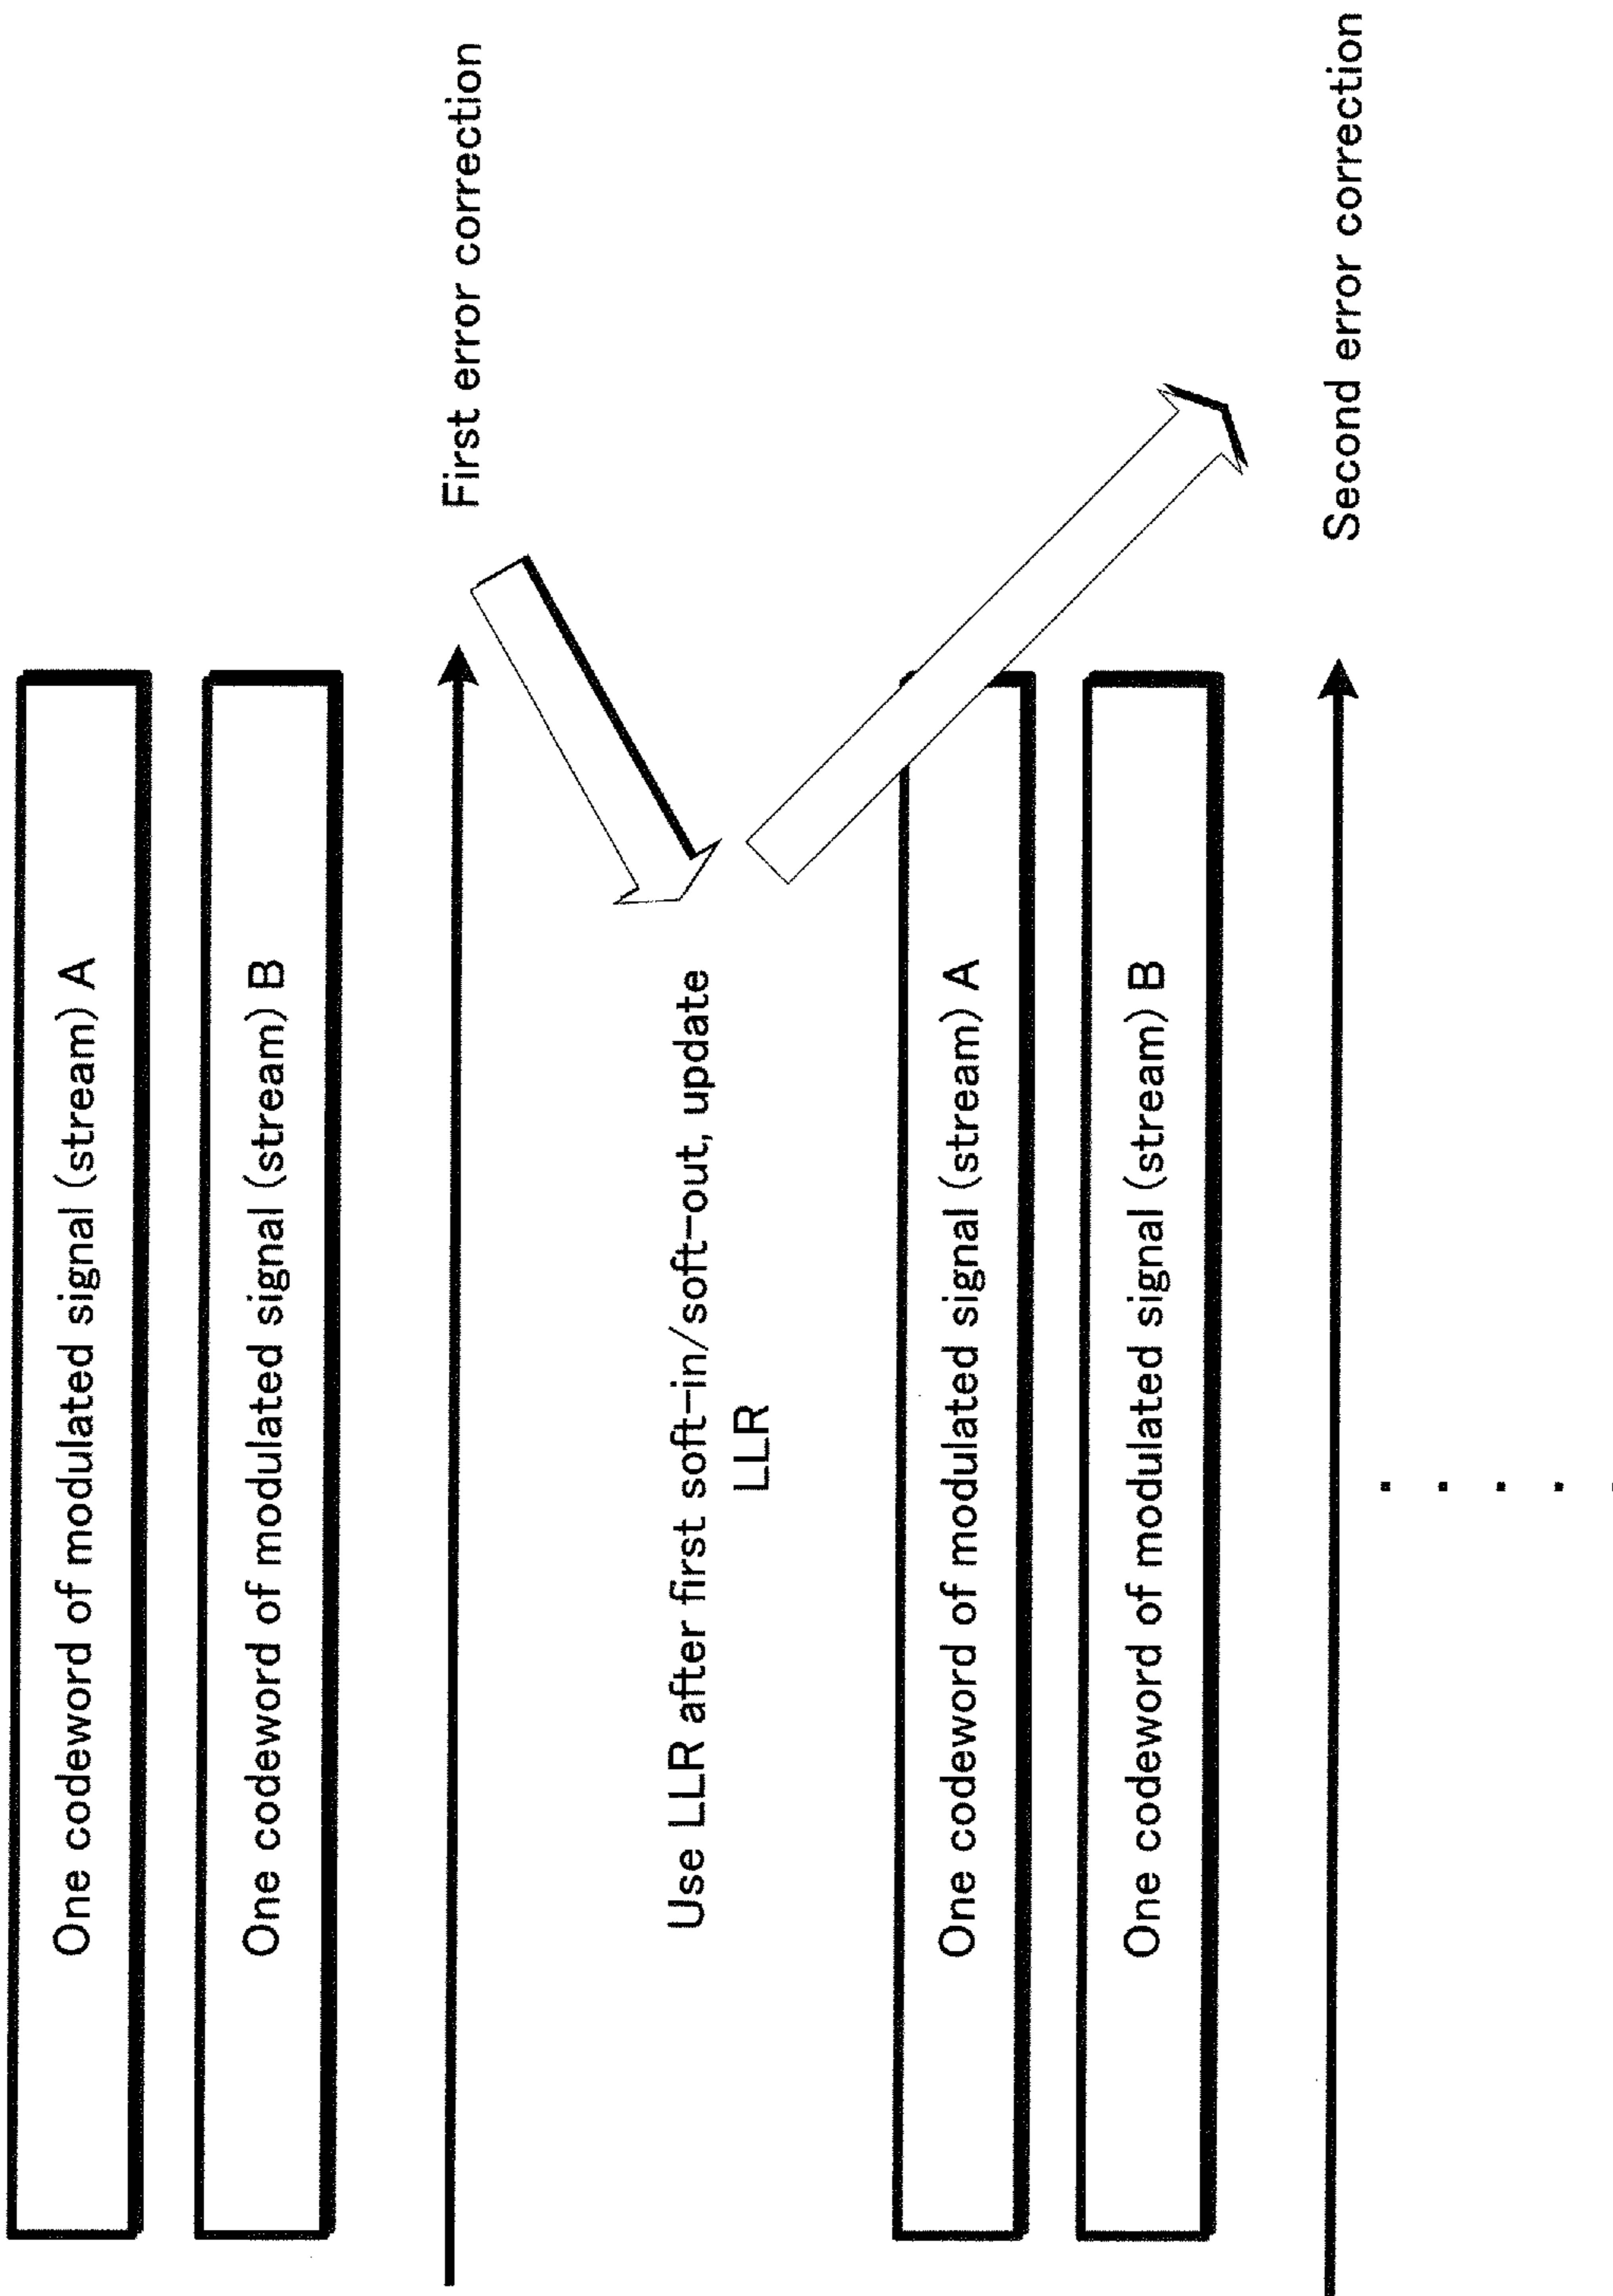 One codeword of modulated signal (stream) A
One codeword of modulated signal (stream) B
First error correction
Use LLR after first soft-in/soft-out, update
LLR
One codeword of modulated signal (stream) A
One codeword of modulated signal (stream) B
Second error correction